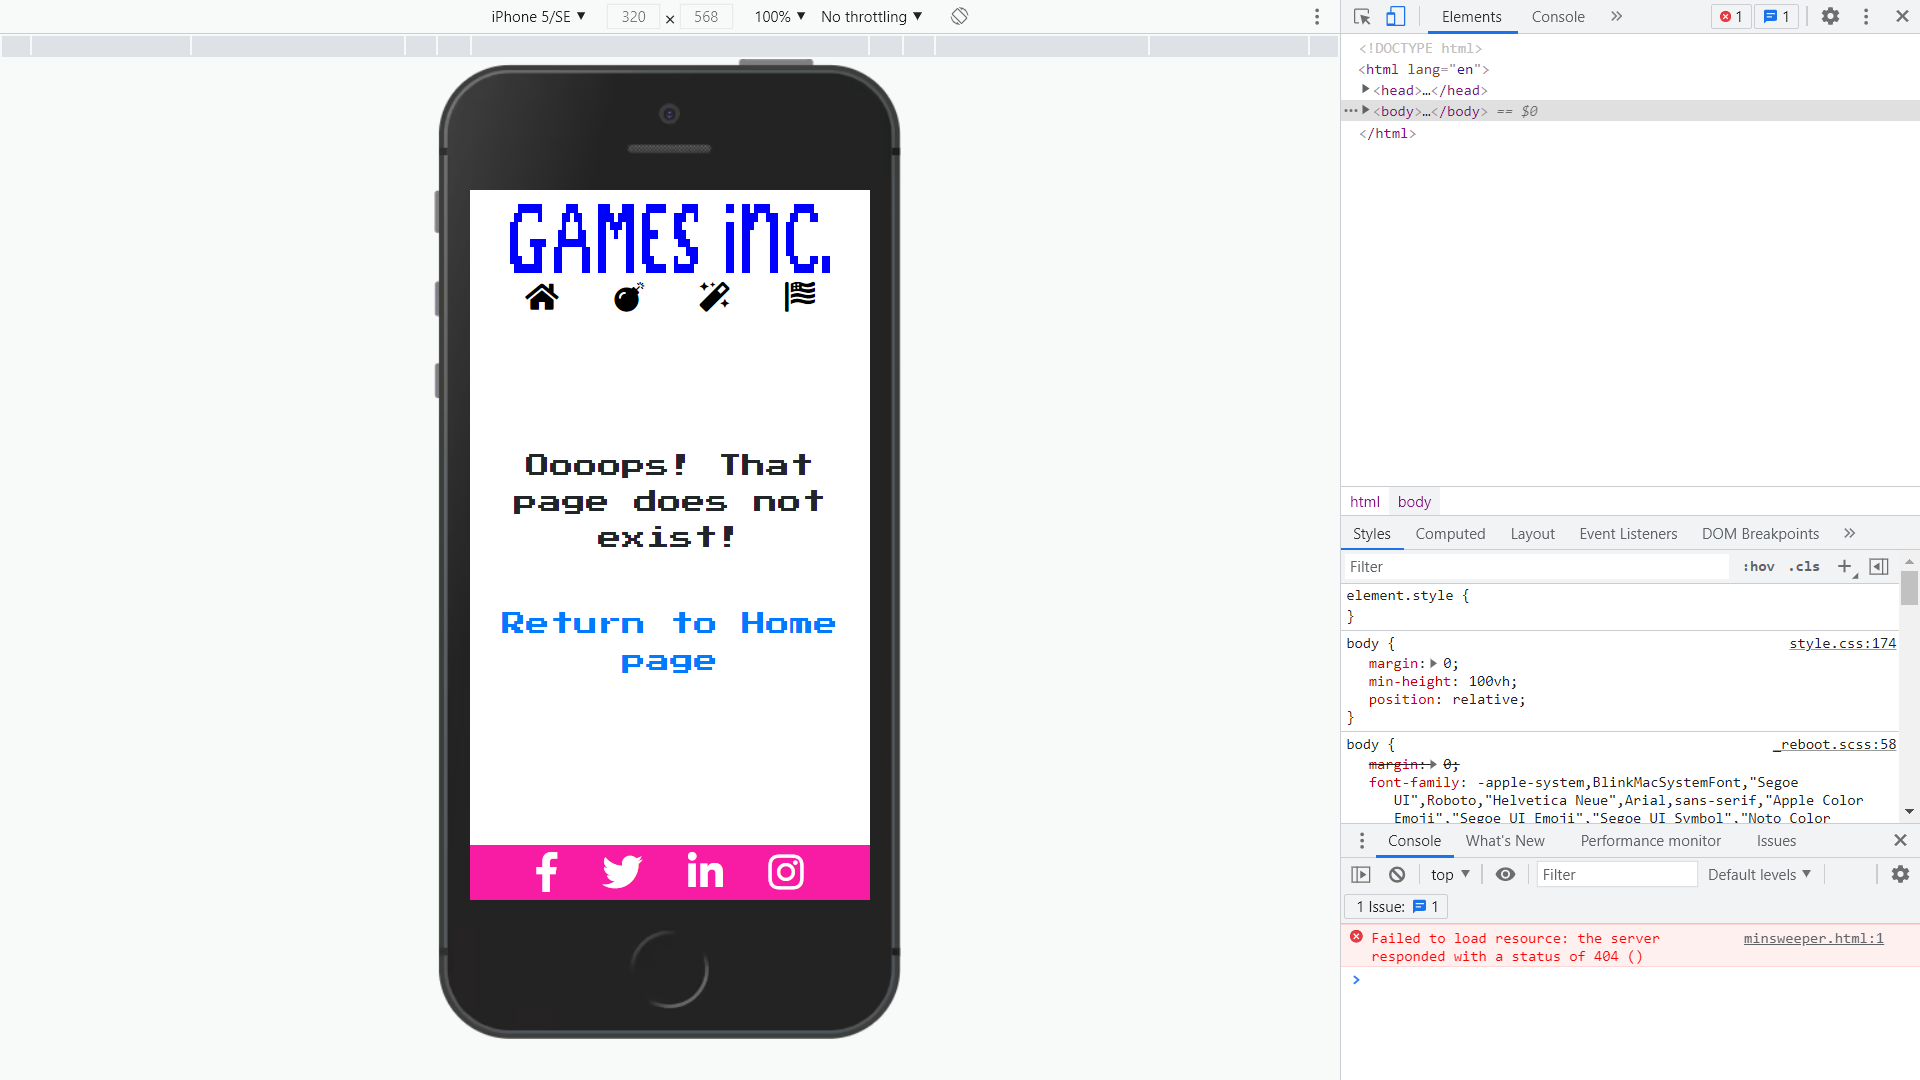 iPhone 5/SE ▼ 320 × 568 100% ▼ No throttling ▼
GAMES iNC.
Ooooops! That
page does not
exist!
Return to Home
page
Elements Console » 1 1
<!DOCTYPE html>
<html lang="en">
<head>…</head>
<body>…</body> == $0
</html>
html body
Styles Computed Layout Event Listeners DOM Breakpoints »
Filter :hov .cls +
element.style {
}
body { style.css:174
margin: 0;
min-height: 100vh;
position: relative;
}
body { _reboot.scss:58
margin: 0;
font-family: -apple-system,BlinkMacSystemFont,"Segoe
UI",Roboto,"Helvetica Neue",Arial,sans-serif,"Apple Color
Emoji","Segoe UI Emoji","Segoe UI Symbol","Noto Color
Console What's New Performance monitor Issues
top ▼ Filter Default levels ▼
1 Issue: 1
Failed to load resource: the server minsweeper.html:1
responded with a status of 404 ()